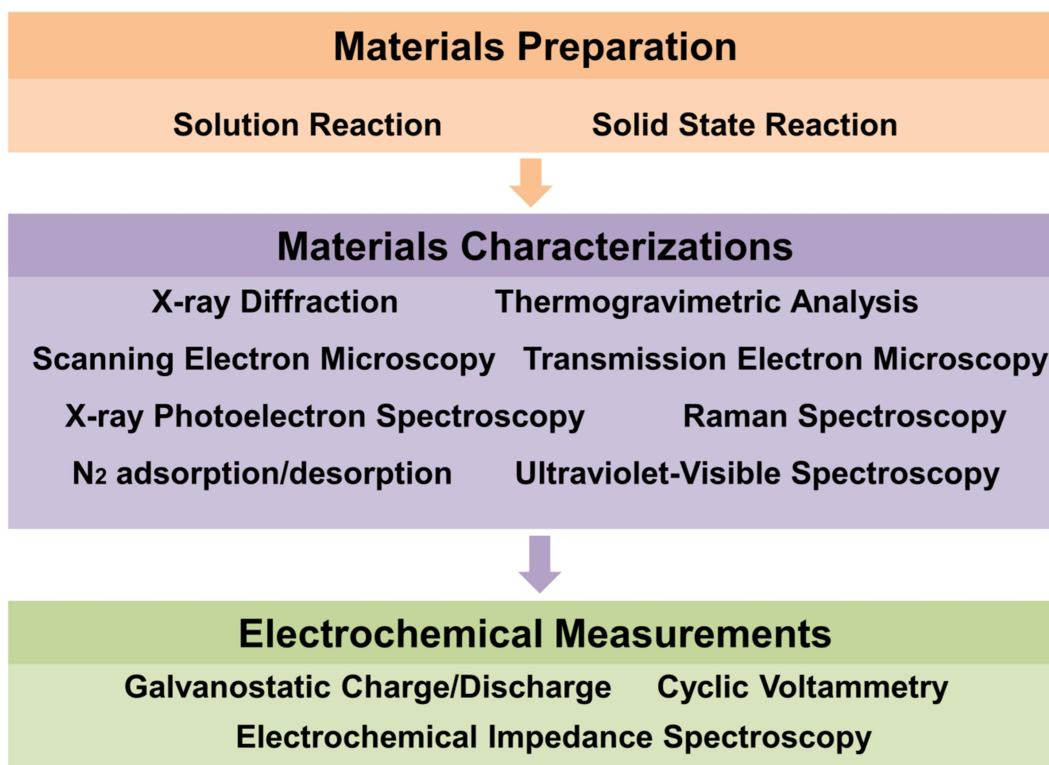 Materials Preparation
Solution Reaction Solid State Reaction
Materials Characterizations
X-ray Diffraction Thermogravimetric Analysis
Scanning Electron Microscopy Transmission Electron Microscopy
X-ray Photoelectron Spectroscopy Raman Spectroscopy
N2 adsorption/desorption Ultraviolet-Visible Spectroscopy
Electrochemical Measurements
Galvanostatic Charge/Discharge Cyclic Voltammetry
Electrochemical Impedance Spectroscopy